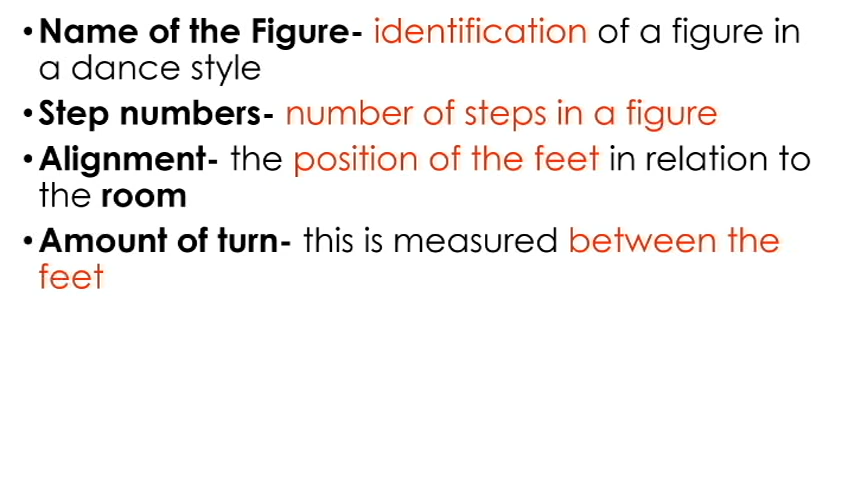 • Name of the Figure- identification of a figure in
a dance style
• Step numbers- number of steps in a figure
• Alignment- the position of the feet in relation to
the room
• Amount of turn- this is measured between the
feet